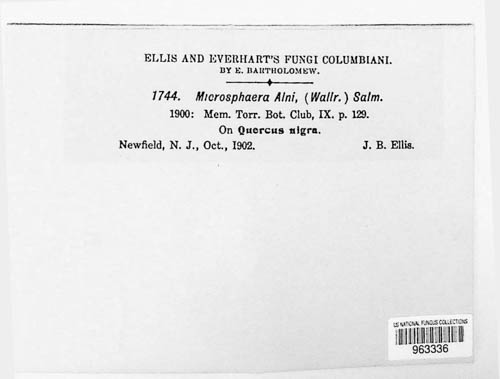 ELLIS AND EVERHART'S FUNGI COLUMBIANI.
BY E. BARTHOLOMEW.
1744. Microsphaera Alni, (Wallr.) Salm.
1900: Mem. Torr. Bot. Club, IX. p. 129.
On Quercus nigra.
Newfield, N. J., Oct., 1902. J. B. Ellis.
US NATIONAL FUNGUS COLLECTIONS
963336